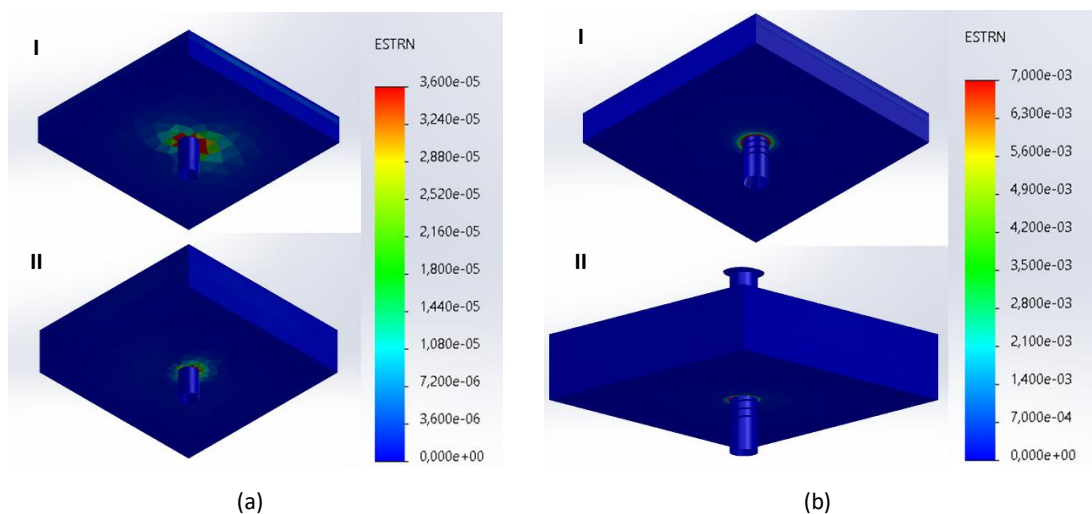 I
ESTRN
3,600e-05
3,240e-05
2,880e-05
2,520e-05
2,160e-05
1,800e-05
1,440e-05
1,080e-05
7,200e-06
3,600e-06
0,000e+00
II
(a)
I
ESTRN
7,000e-03
6,300e-03
5,600e-03
4,900e-03
4,200e-03
3,500e-03
2,800e-03
2,100e-03
1,400e-03
7,000e-04
0,000e+00
II
(b)